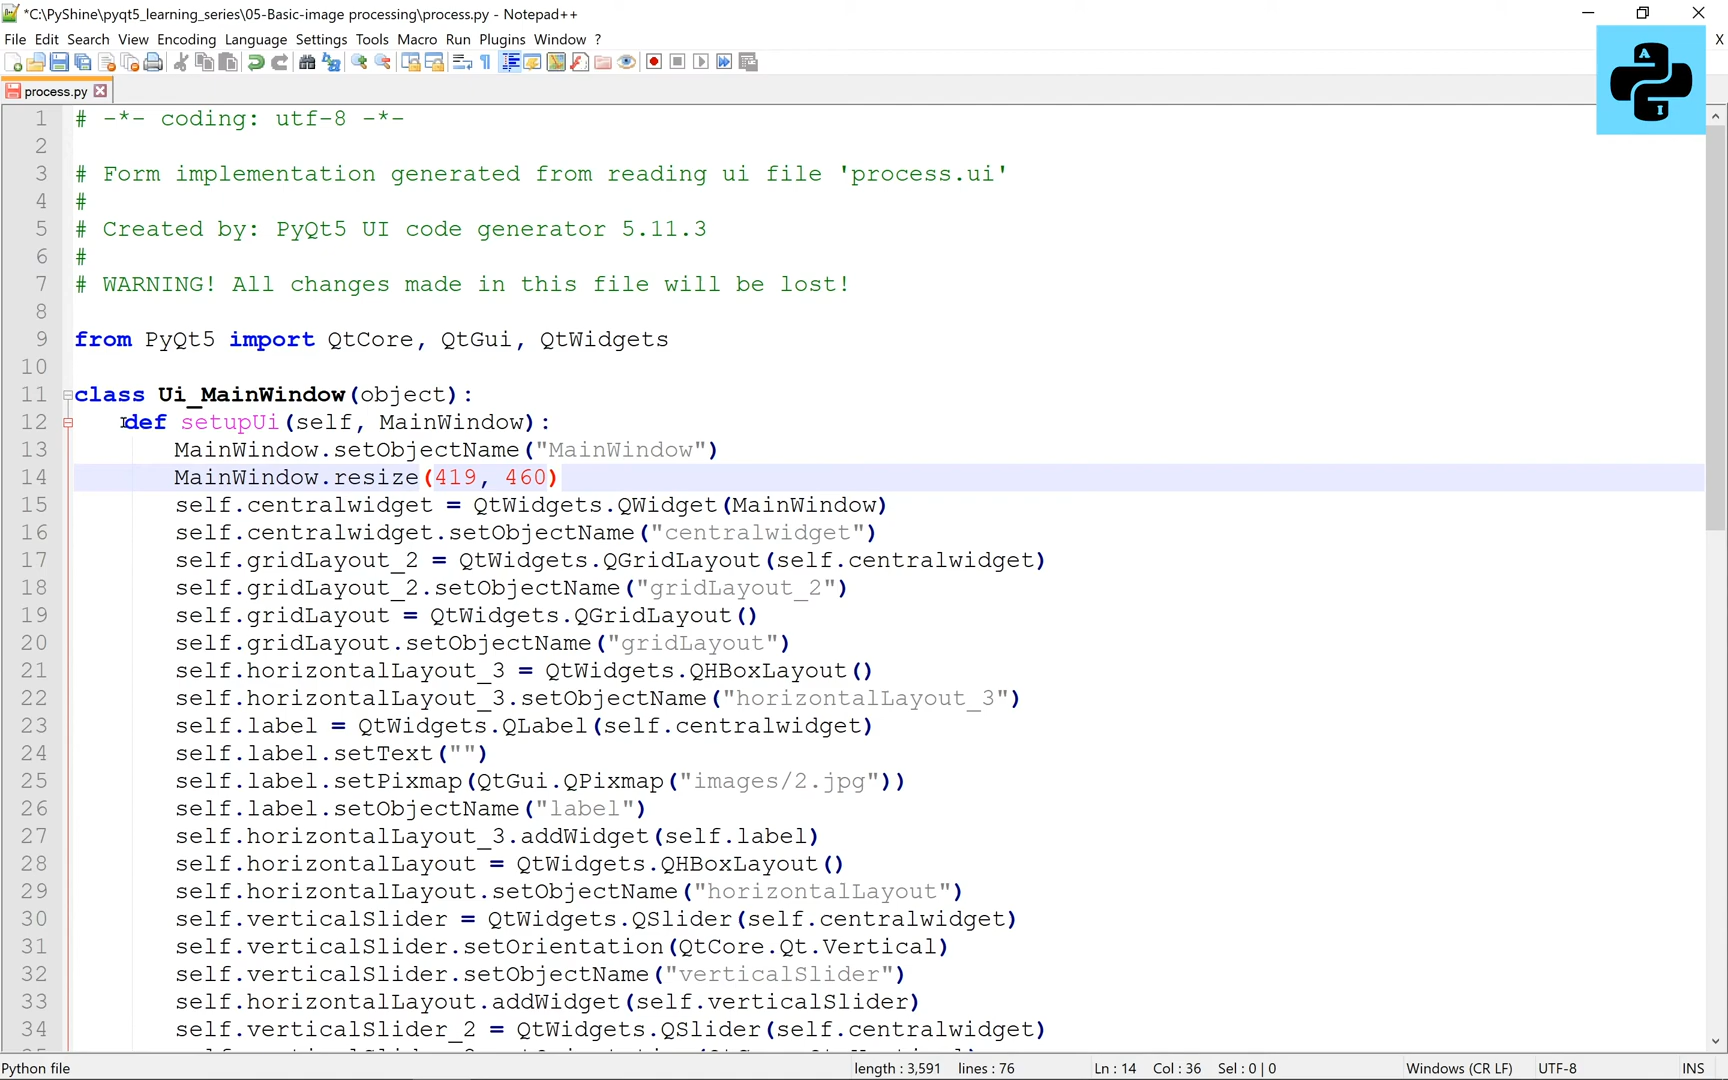 *C:\PyShine\pyqt5_learning_series\05-Basic-image processing\process.py - Notepad++
File Edit Search View Encoding Language Settings Tools Macro Run Plugins Window ? X
process.py
1 # -*- coding: utf-8 -*-
2
3 # Form implementation generated from reading ui file 'process.ui'
4 #
5 # Created by: PyQt5 UI code generator 5.11.3
6 #
7 # WARNING! All changes made in this file will be lost!
8
9 from PyQt5 import QtCore, QtGui, QtWidgets
10
11 class Ui_MainWindow(object):
12 def setupUi(self, MainWindow):
13 MainWindow.setObjectName("MainWindow")
14 MainWindow.resize(419, 460)
15 self.centralwidget = QtWidgets.QWidget(MainWindow)
16 self.centralwidget.setObjectName("centralwidget")
17 self.gridLayout_2 = QtWidgets.QGridLayout(self.centralwidget)
18 self.gridLayout_2.setObjectName("gridLayout_2")
19 self.gridLayout = QtWidgets.QGridLayout()
20 self.gridLayout.setObjectName("gridLayout")
21 self.horizontalLayout_3 = QtWidgets.QHBoxLayout()
22 self.horizontalLayout_3.setObjectName("horizontalLayout_3")
23 self.label = QtWidgets.QLabel(self.centralwidget)
24 self.label.setText("")
25 self.label.setPixmap(QtGui.QPixmap("images/2.jpg"))
26 self.label.setObjectName("label")
27 self.horizontalLayout_3.addWidget(self.label)
28 self.horizontalLayout = QtWidgets.QHBoxLayout()
29 self.horizontalLayout.setObjectName("horizontalLayout")
30 self.verticalSlider = QtWidgets.QSlider(self.centralwidget)
31 self.verticalSlider.setOrientation(QtCore.Qt.Vertical)
32 self.verticalSlider.setObjectName("verticalSlider")
33 self.horizontalLayout.addWidget(self.verticalSlider)
34 self.verticalSlider_2 = QtWidgets.QSlider(self.centralwidget)
Python file length : 3,591 lines : 76 Ln : 14 Col : 36 Sel : 0 | 0 Windows (CR LF) UTF-8 INS
A
I